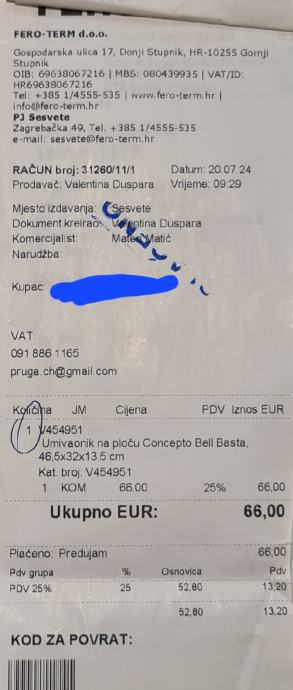 FERO-TERM d.o.o.
Gospodarska ulica 17, Donji Stupnik, HR-10255 Gornji
Stupnik
OIB: 69638067216 | MBS: 080439935 | VAT/ID:
HR69638067216
Tel: +385 1/4555-535 | www.fero-term.hr |
info@fero-term.hr
PJ Sesvete
Zagrebačka 49, Tel. +385 1/4555-535
e-mail: sesvete@fero-term.hr
RAČUN broj: 31260/11/1 Datum: 20.07.24
Prodavač: Valentina Duspara Vrijeme: 09:29
Mjesto izdavanja: Sesvete
Dokument kreirao: Valentina Duspara
Komercijalist: Mateo Matić
Narudžba:
Kupac:
VAT:
091 886 1165
pruga.ch@gmail.com
Količina JM Cijena PDV Iznos EUR
1 V454951
Umivaonik na ploču Concepto Bell Basta,
46,5x32x13,5 cm
Kat. broj: V454951
1 KOM 66,00 25% 66,00
Ukupno EUR: 66,00
Plaćeno: Predujam 66,00
Pdv grupa % Osnovica Pdv
PDV 25% 25 52,80 13,20
52,80 13,20
KOD ZA POVRAT: